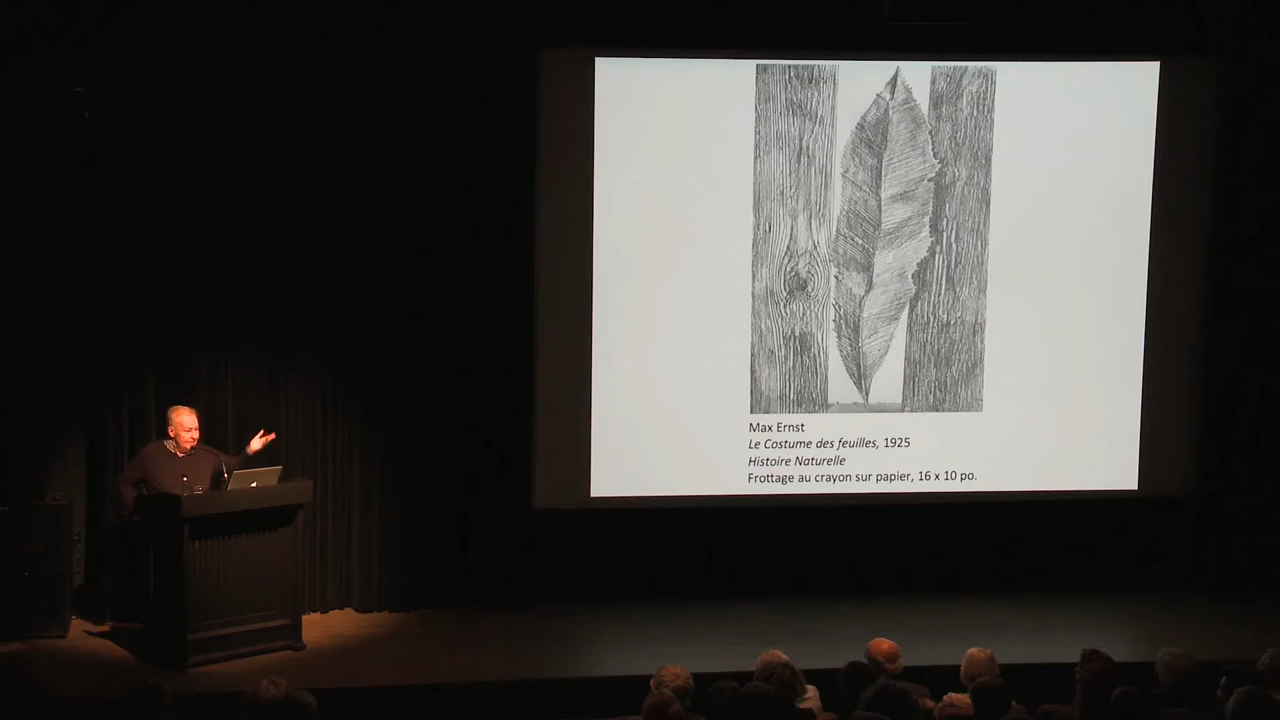 Max Ernst
Le Costume des feuilles, 1925
Histoire Naturelle
Frottage au crayon sur papier, 16 x 10 po.